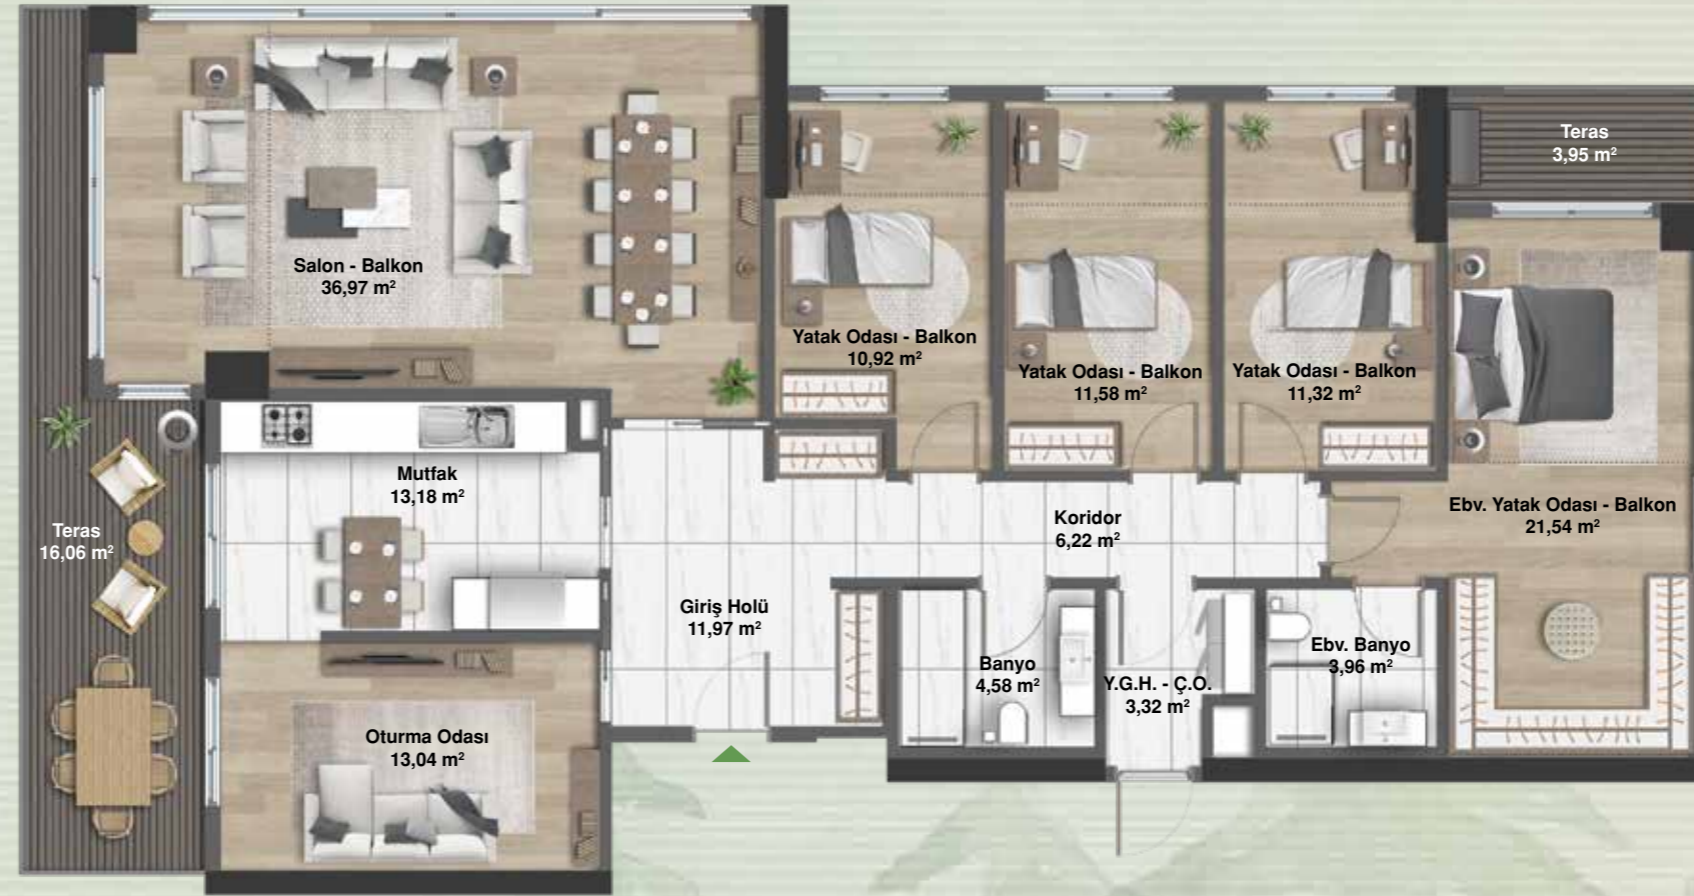 Teras
3,95 m²
Salon - Balkon
36,97 m²
Yatak Odası - Balkon
10,92 m²
Yatak Odası - Balkon
11,58 m²
Yatak Odası - Balkon
11,32 m²
Mutfak
13,18 m²
Ebv. Yatak Odası - Balkon
21,54 m²
Teras
16,06 m²
Koridor
6,22 m²
Giriş Holü
11,97 m²
Banyo
4,58 m²
Y.G.H. - Ç.O.
3,32 m²
Ebv. Banyo
3,96 m²
Oturma Odası
13,04 m²